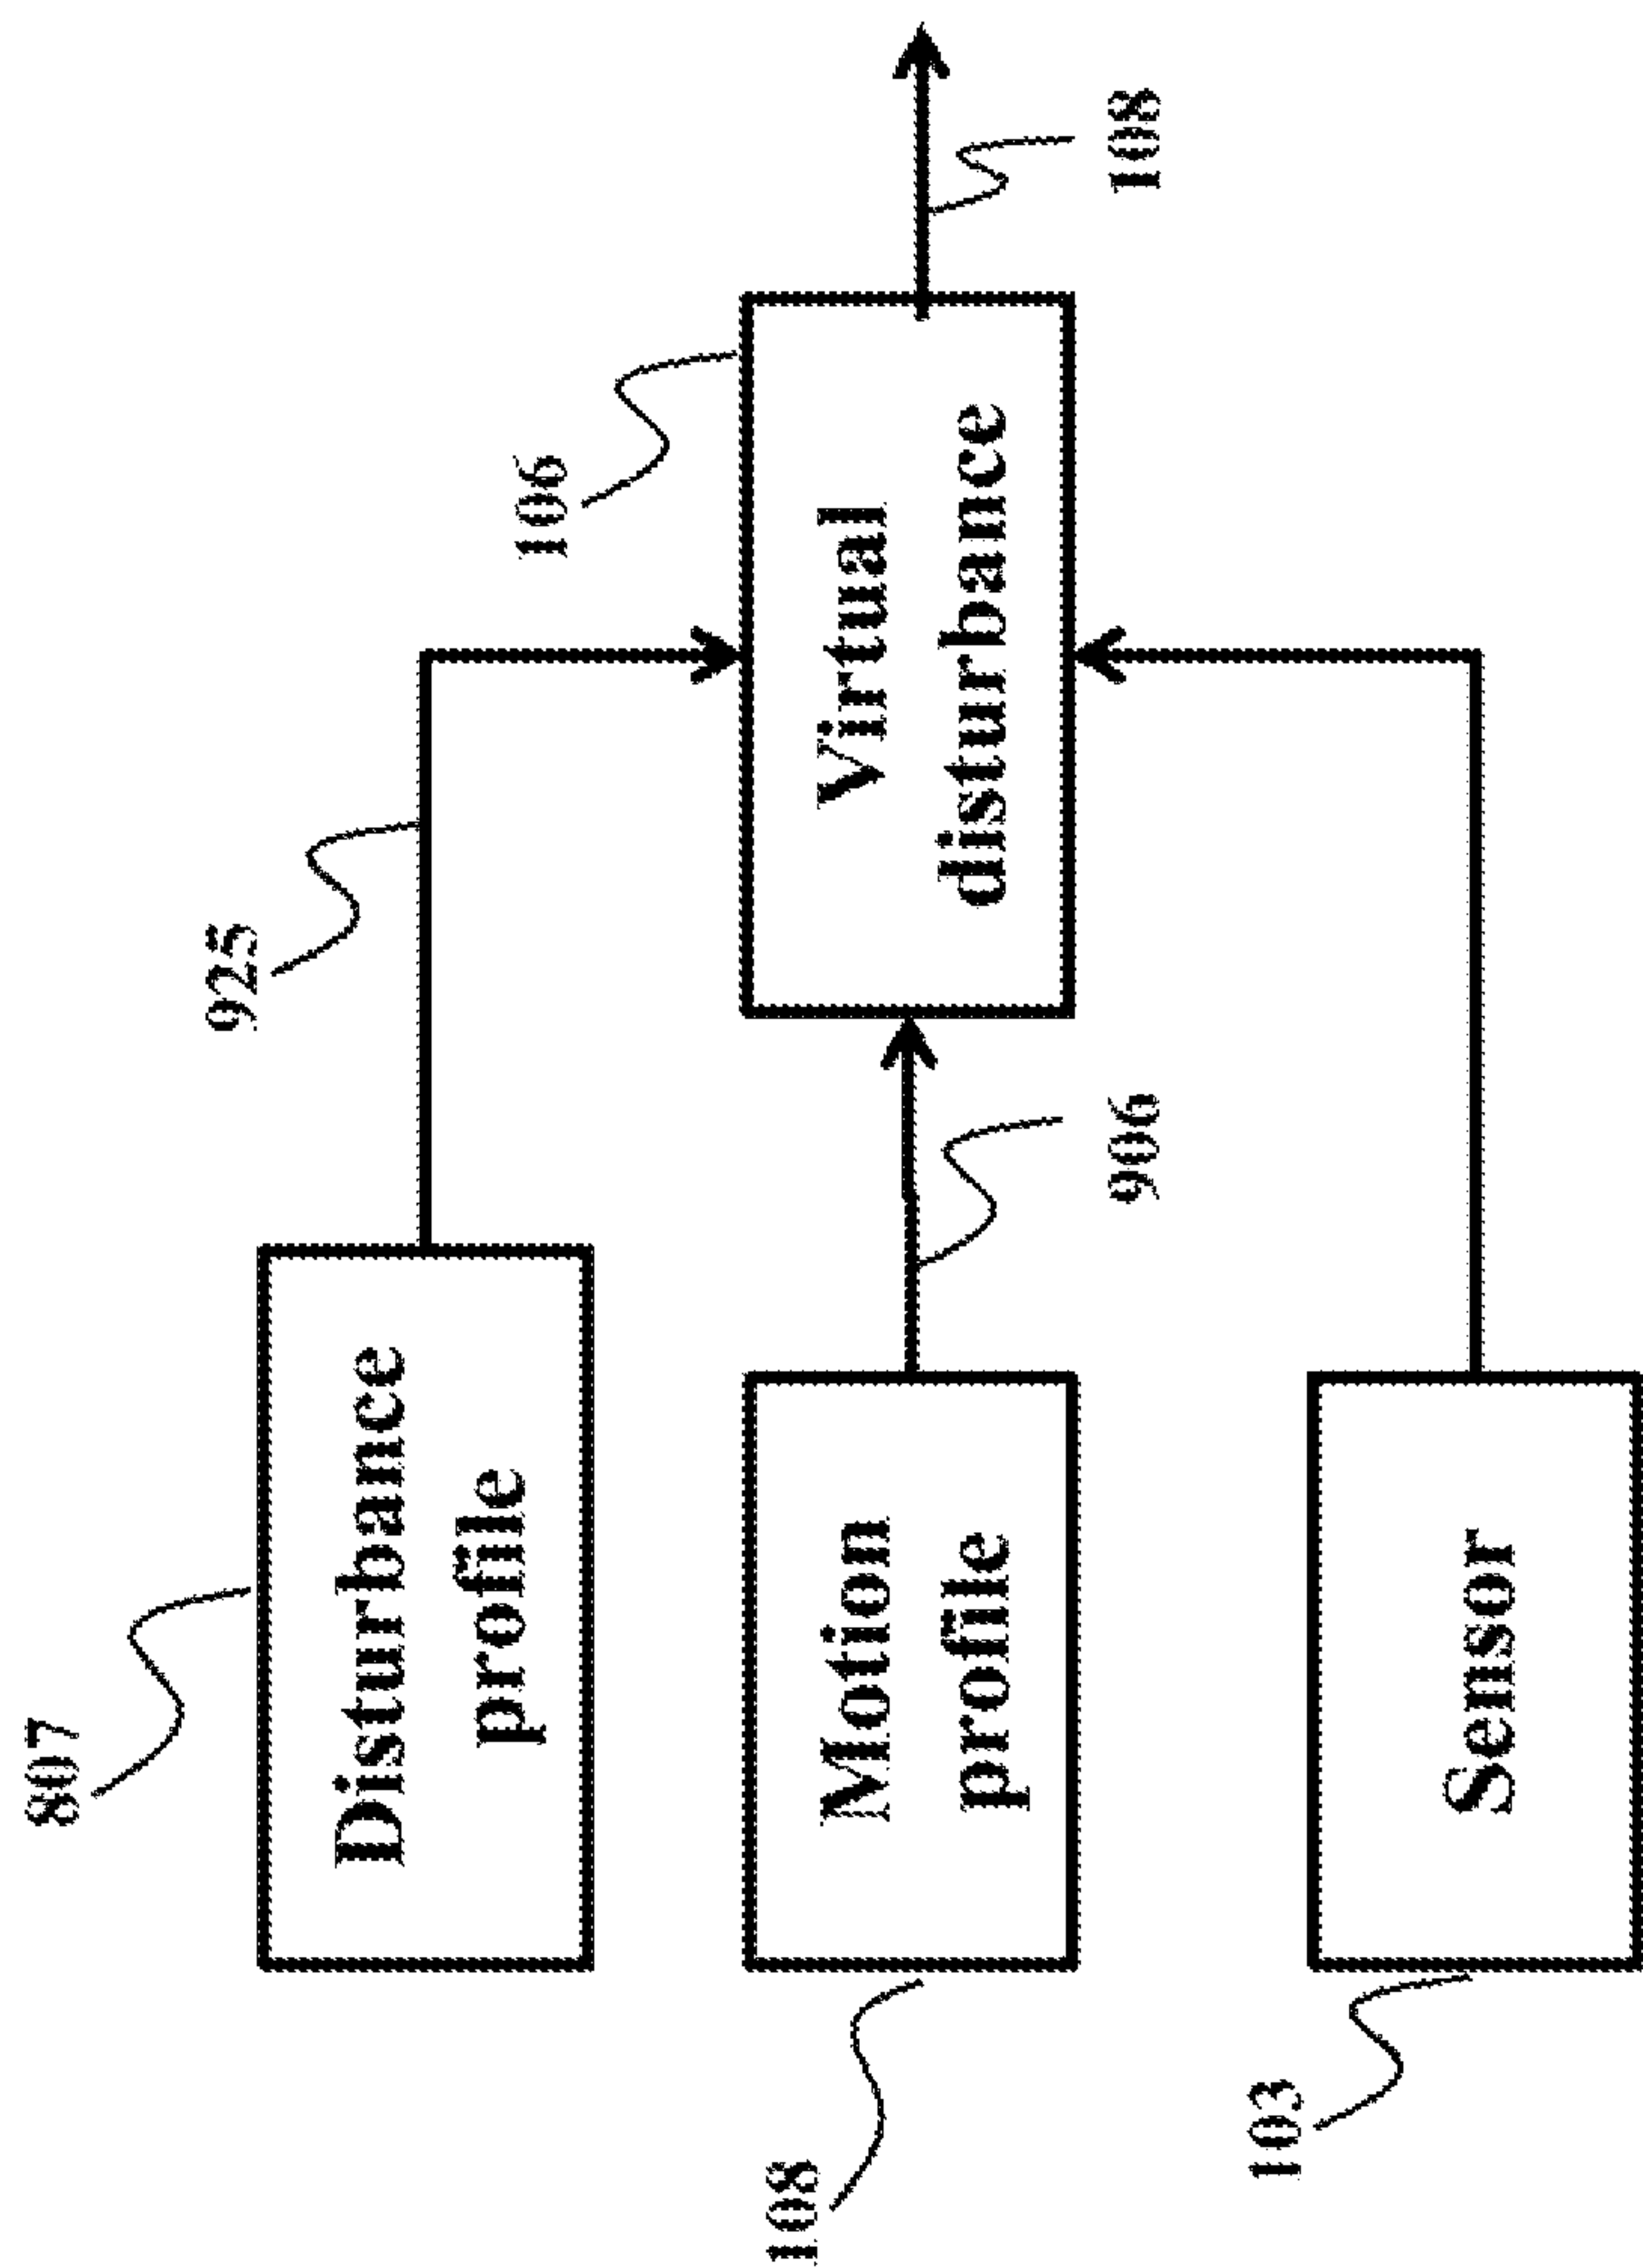 807
Disturbance
profile
925
106
Virtual
disturbance
108
Motion
profile
906
108
103
Sensor